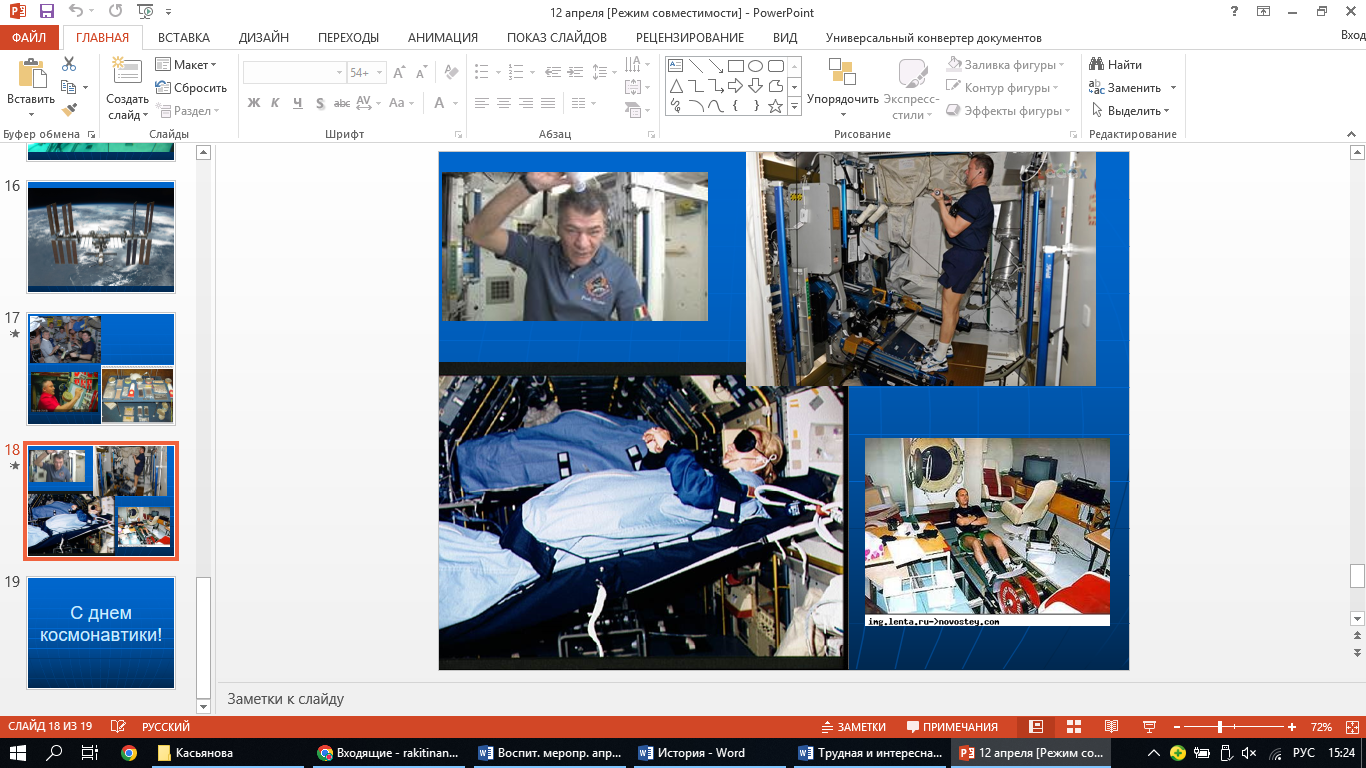 12 апреля [Режим совместимости] - PowerPoint
Вход
ФАЙЛ ГЛАВНАЯ ВСТАВКА ДИЗАЙН ПЕРЕХОДЫ АНИМАЦИЯ ПОКАЗ СЛАЙДОВ РЕЦЕНЗИРОВАНИЕ ВИД Универсальный конвертер документов
Вставить
Буфер обмена
Создать слайд
Макет
Сбросить
Раздел
Слайды
54+
Ж К Ч S abc AV Aa А
Шрифт
Абзац
Упорядочить
Экспресс-стили
Заливка фигуры
Контур фигуры
Эффекты фигуры
Рисование
Найти
Заменить
Выделить
Редактирование
16
17
18
19
С днем
космонавтики!
img.lenta.ru->novostey.com
Заметки к слайду
СЛАЙД 18 ИЗ 19 РУССКИЙ ЗАМЕТКИ ПРИМЕЧАНИЯ 72%
Касьянова Входящие - rakitinan... Воспит. меропр. апр... История - Word Трудная и интересна... 12 апреля [Режим со... РУС 15:24